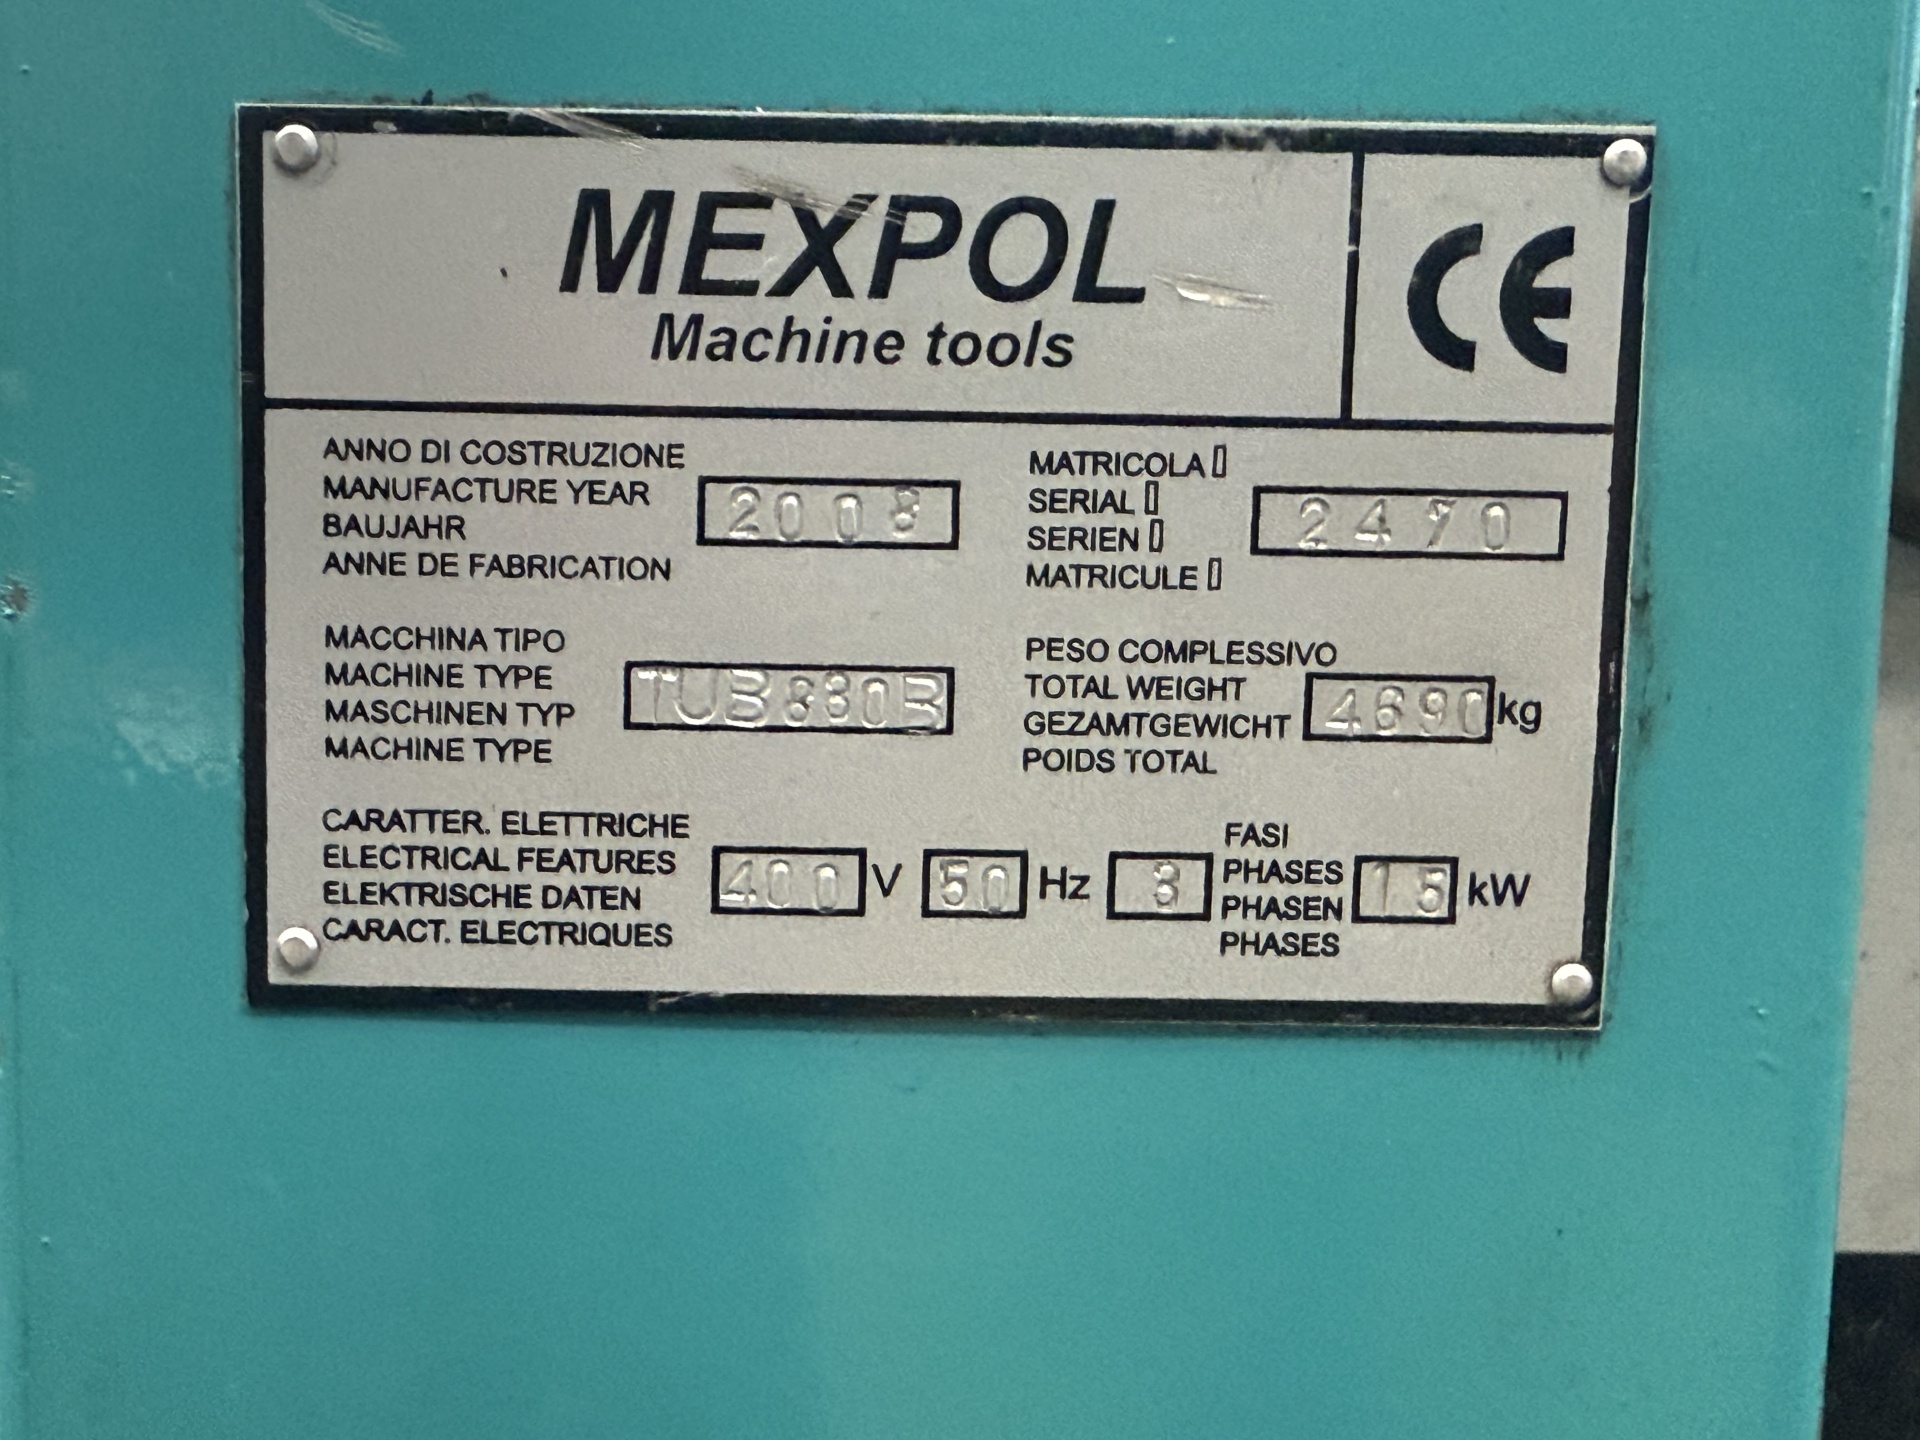 MEXPOL
Machine tools
CE
ANNO DI COSTRUZIONE
MANUFACTURE YEAR
BAUJAHR
ANNE DE FABRICATION
2008
MATRICOLA▯
SERIAL▯
SERIEN▯
MATRICULE▯
2470
MACCHINA TIPO
MACHINE TYPE
MASCHINEN TYP
MACHINE TYPE
PESO COMPLESSIVO
TOTAL WEIGHT
GEZAMTGEWICHT
POIDS TOTAL
4690 kg
CARATTER. ELETTRICHE
ELECTRICAL FEATURES
ELEKTRISCHE DATEN
CARACT. ELECTRIQUES
400 V 50 Hz 3
FASI
PHASES
PHASEN
PHASES
15 kW